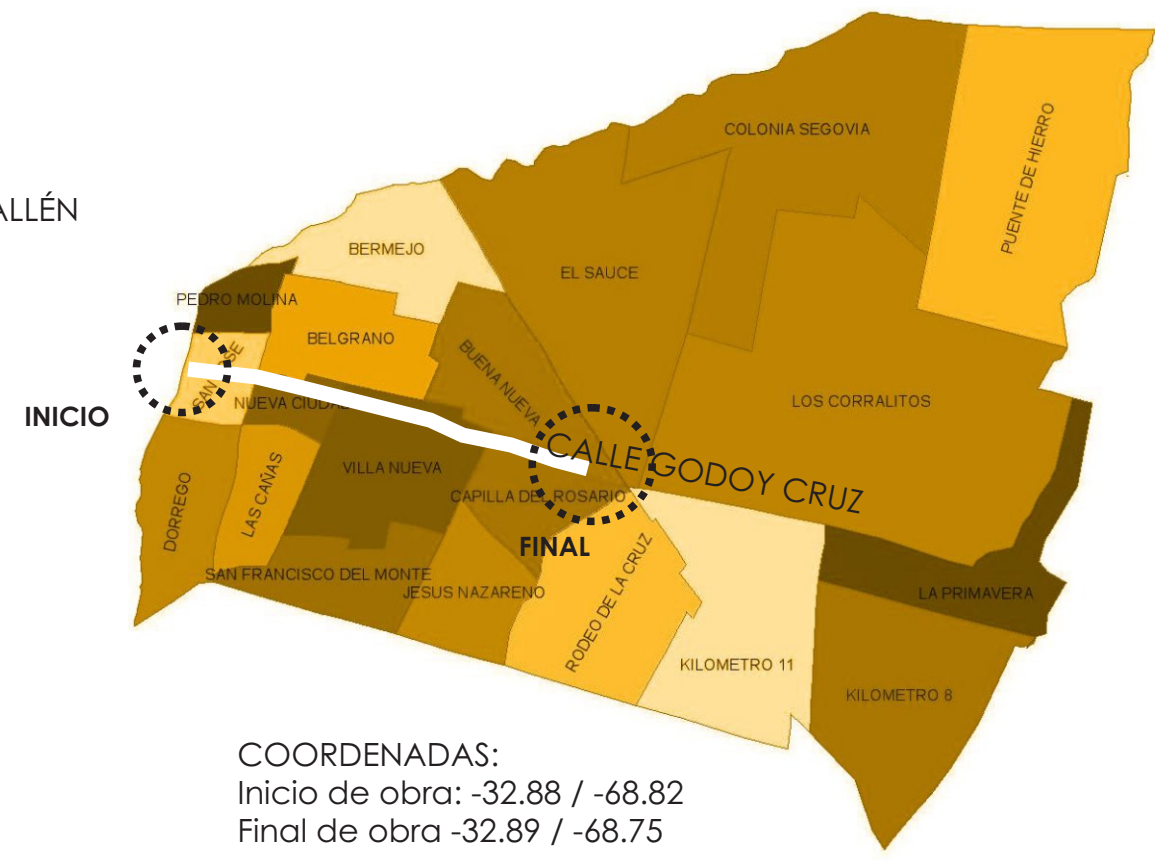 COLONIA SEGOVIA
PUENTE DE HIERRO
ALLÉN
BERMEJO
EL SAUCE
PEDRO MOLINA
BELGRANO
BUENA NUEVA
SAN JOSE
NUEVA CIUDAD
LOS CORRALITOS
INICIO
CALLE GODOY CRUZ
VILLA NUEVA
LAS CAÑAS
CAPILLA DEL ROSARIO
DORREGO
FINAL
SAN FRANCISCO DEL MONTE
JESUS NAZARENO
RODEO DE LA CRUZ
LA PRIMAVERA
KILOMETRO 11
KILOMETRO 8
COORDENADAS:
Inicio de obra: -32.88 / -68.82
Final de obra -32.89 / -68.75